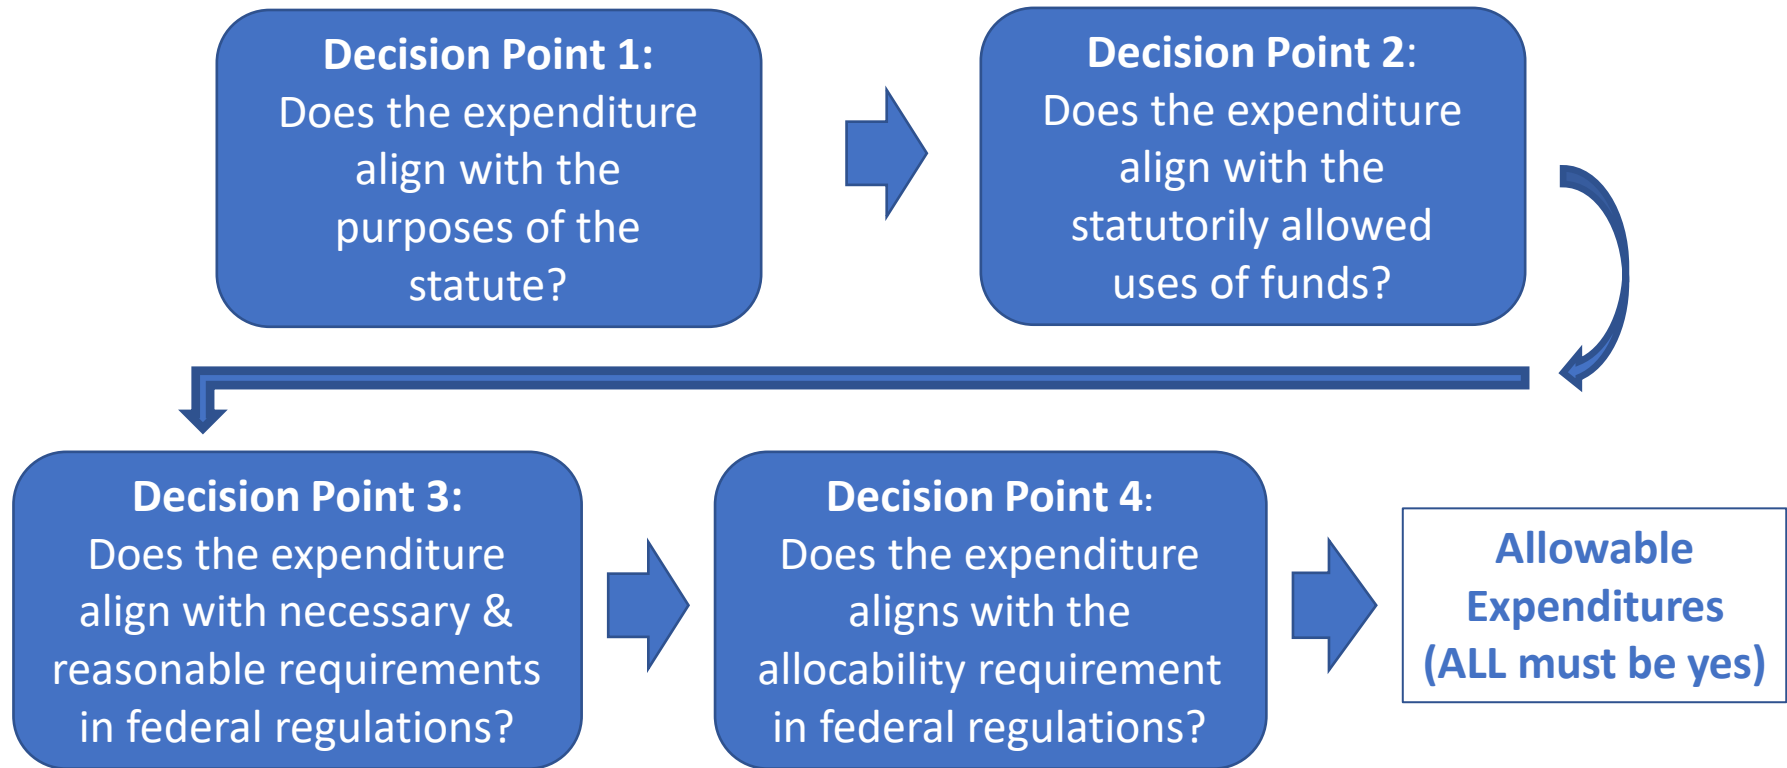 Decision Point 1:
Does the expenditure
align with the
purposes of the
statute?
Decision Point 2:
Does the expenditure
align with the
statutorily allowed
uses of funds?
Decision Point 3:
Does the expenditure
align with necessary &
reasonable requirements
in federal regulations?
Decision Point 4:
Does the expenditure
aligns with the
allocability requirement
in federal regulations?
Allowable
Expenditures
(ALL must be yes)